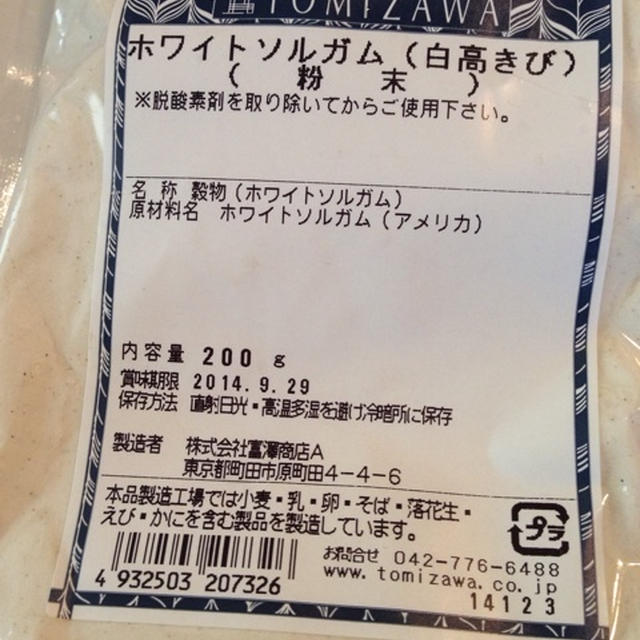 TOMIZAWA
ホワイトソルガム（白高きび）
（粉末）
※脱酸素剤を取り除いてからご使用下さい。
名 称 穀物（ホワイトソルガム）
原材料名 ホワイトソルガム（アメリカ）
内容量 200 g
賞味期限 2014.9.29
保存方法 直射日光・高温多湿を避け冷暗所に保存
製造者 株式会社富澤商店A
東京都町田市原町田4-4-6
本品製造工場では小麦・乳・卵・そば・落花生・
えび・かにを含む製品を製造しています。
プラ
お問合せ 042-776-6488
www.tomizawa.co.jp
4 932503 207326
14123